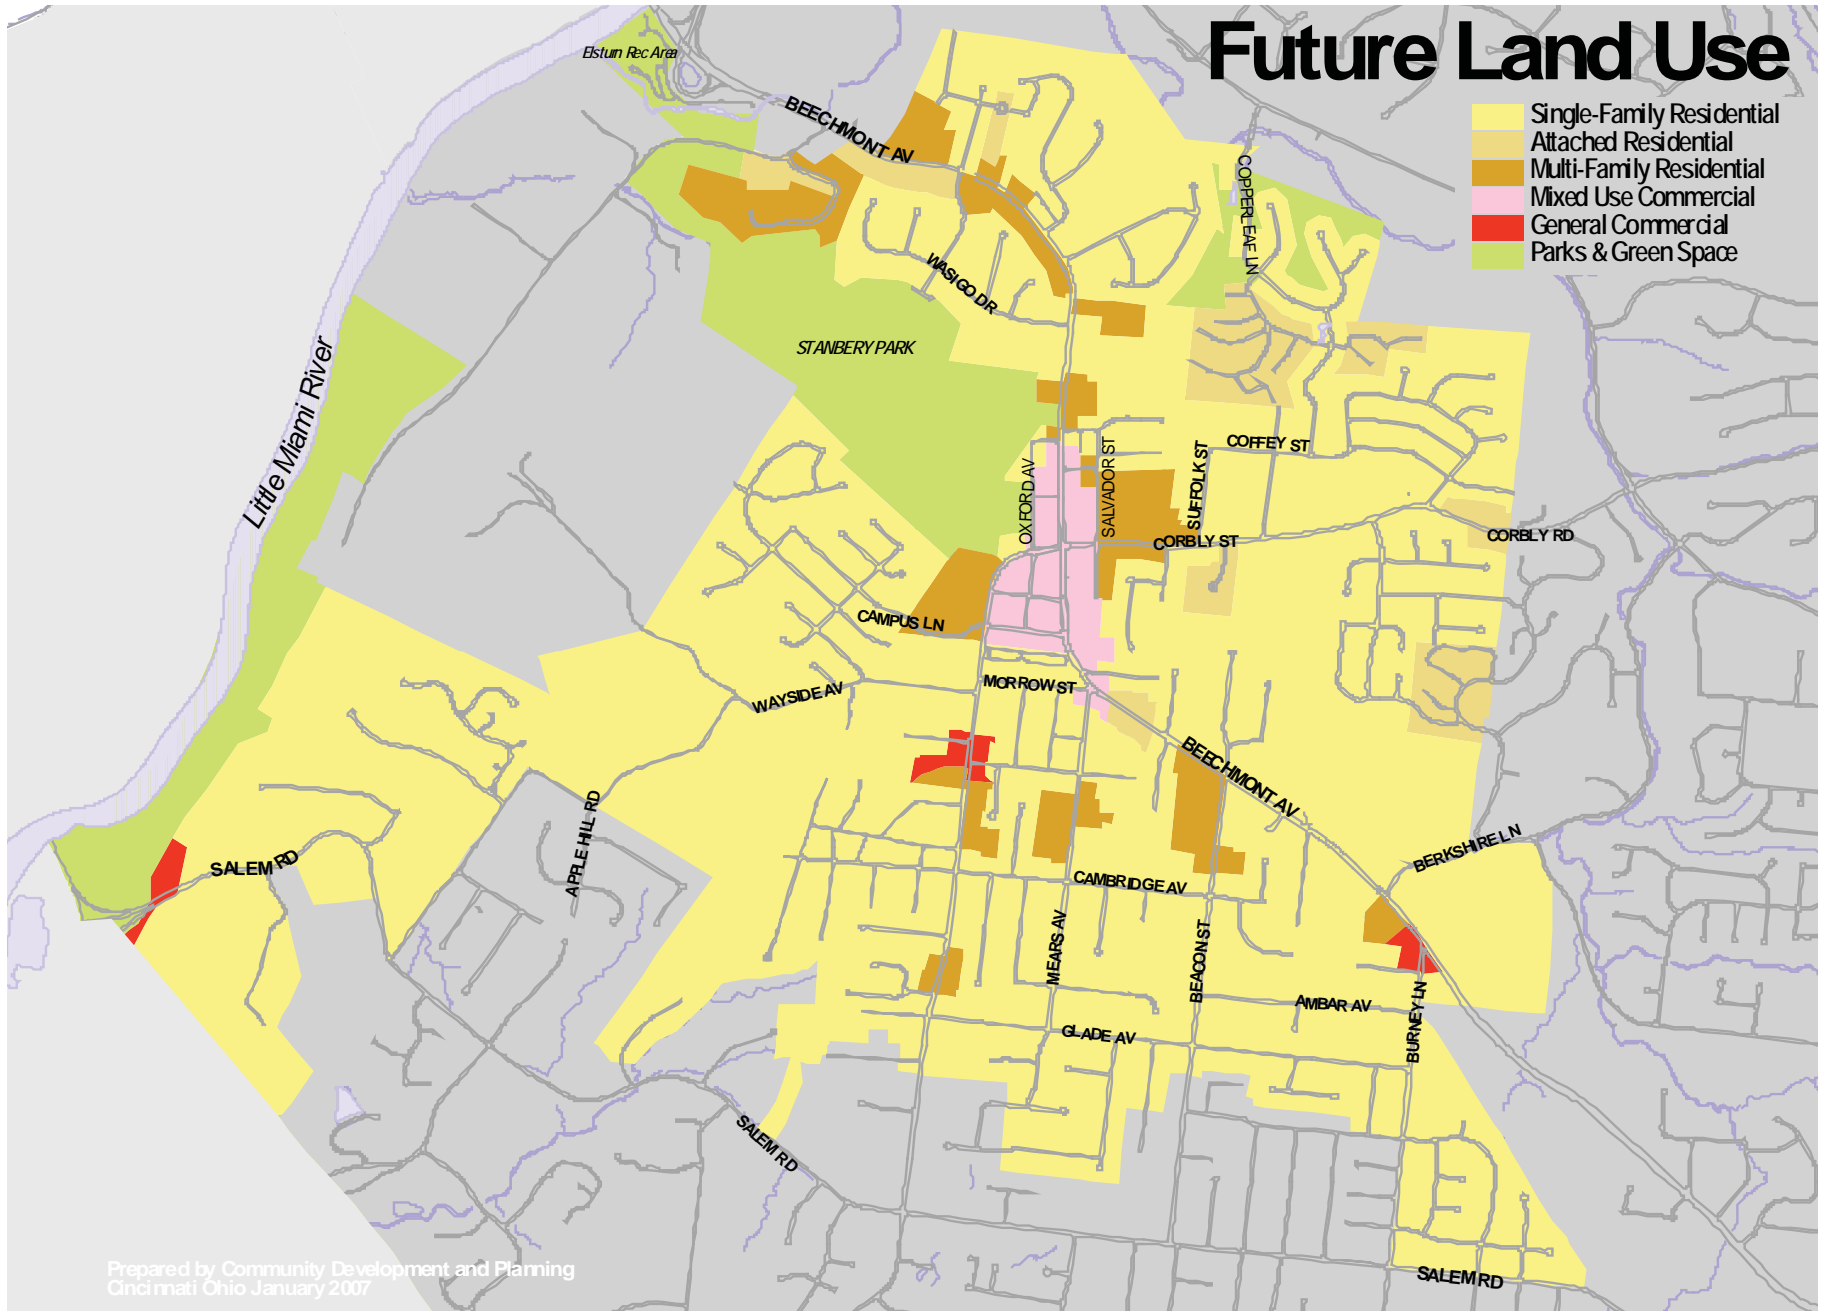 Future Land Use
Single-Family Residential
Attached Residential
Multi-Family Residential
Mixed Use Commercial
General Commercial
Parks & Green Space
Elsturn Rec Area
BEECHMONT AV
COPPERLEAF LN
WASIGO DR
STANBERY PARK
Little Miami River
OXFORD AV
SALVADOR ST
SUFFOLK ST
COFFEY ST
CORBLY ST
CORBLY RD
CAMPUS LN
WAYSIDE AV
MORROW ST
BEECHMONT AV
APPLE HILL RD
SALEM RD
BERKSHIRE LN
CAMBRIDGE AV
MEARS AV
BEACON ST
AMBAR AV
BURNEY LN
GLADE AV
SALEM RD
SALEM RD
Prepared by Community Development and Planning
Cincinnati Ohio January 2007